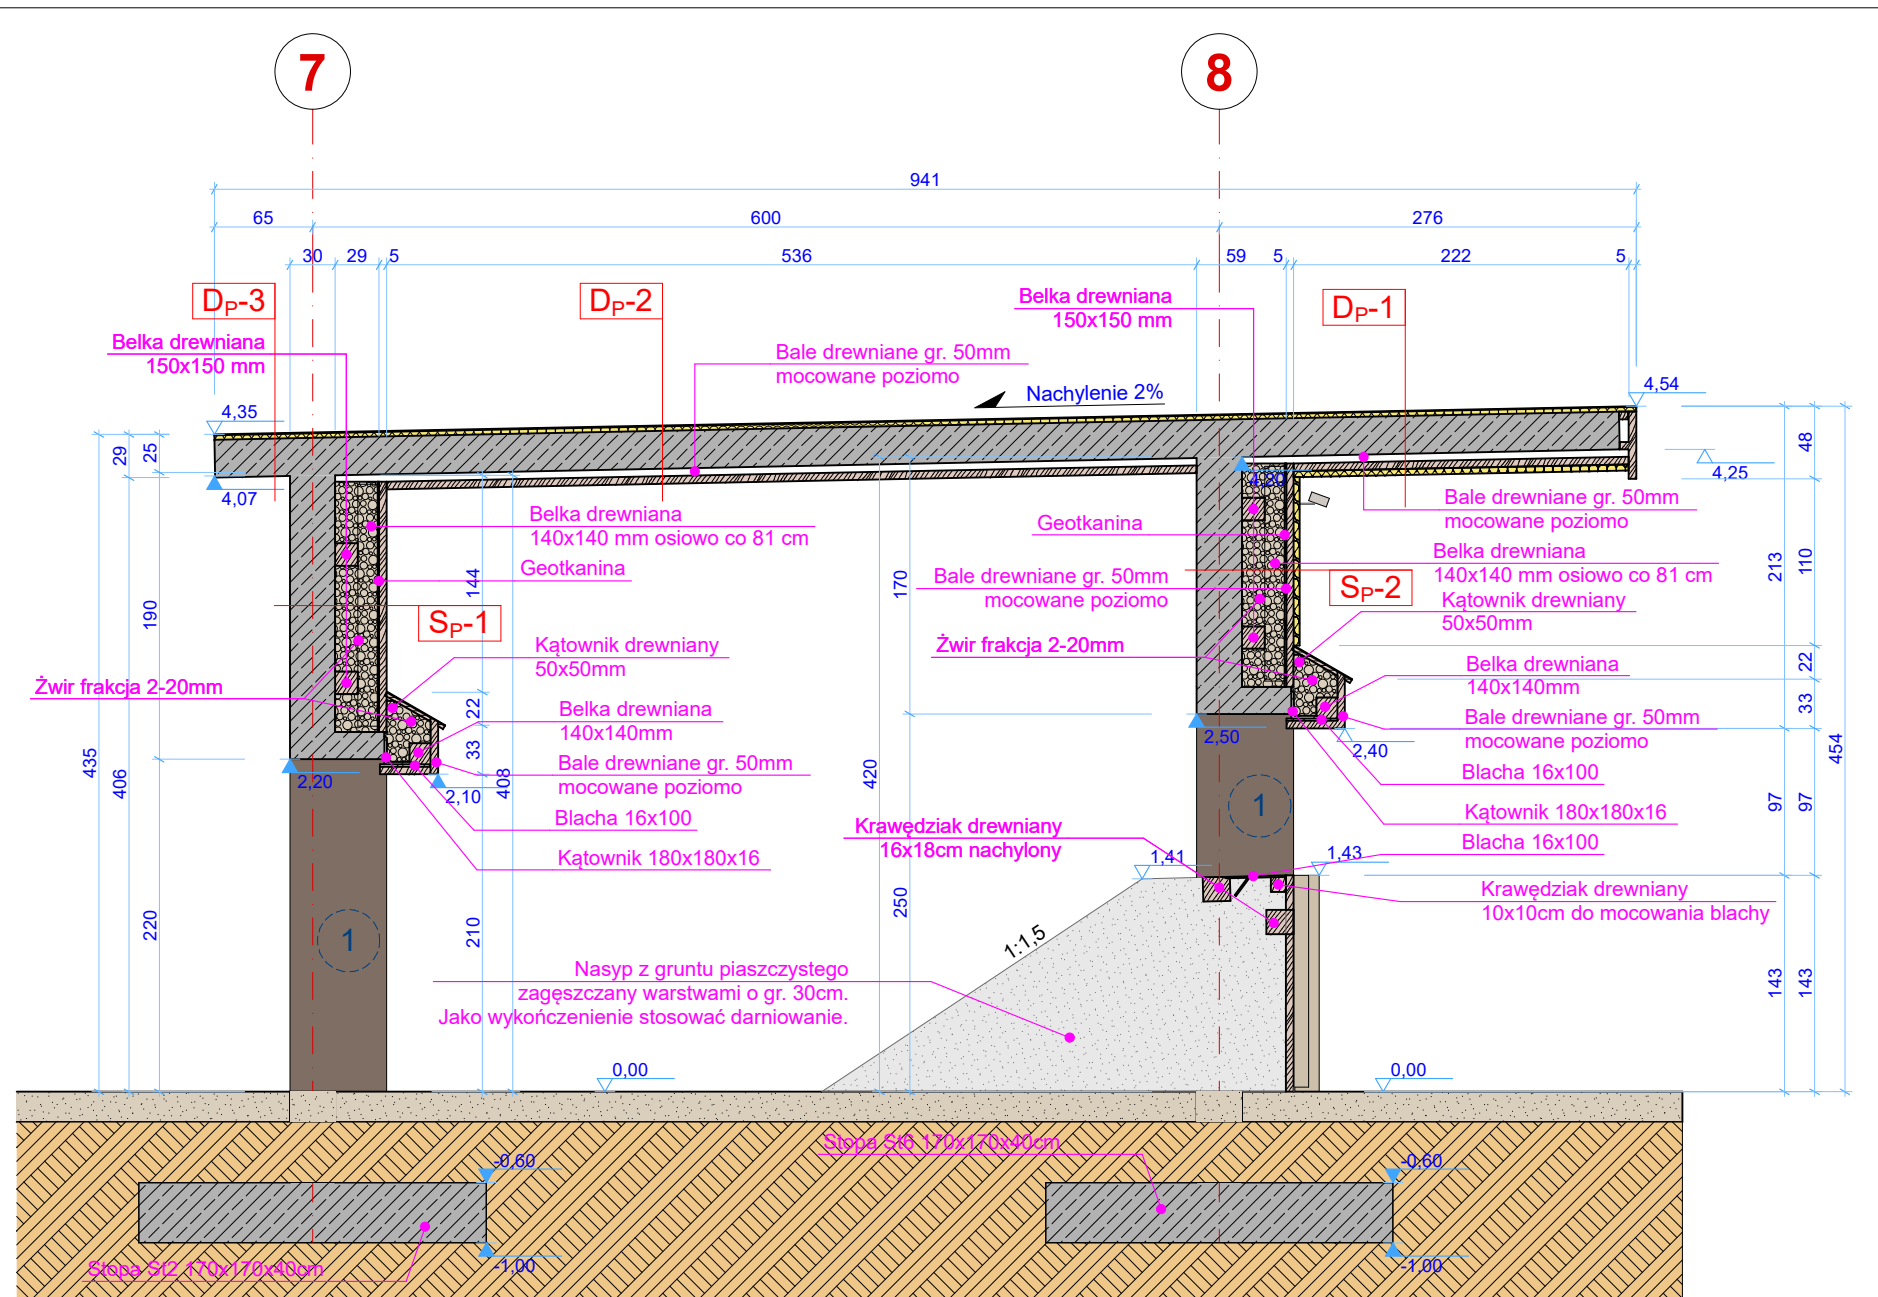 7
8
941
65
600
276
30
29
5
536
59
5
222
5
DP-3
DP-2
DP-1
Belka drewniana
150x150 mm
Belka drewniana
150x150 mm
Bale drewniane gr. 50mm
mocowane poziomo
Nachylenie 2%
4,35
4,54
4,07
4,20
4,25
29
25
48
Belka drewniana
140x140 mm osiowo co 81 cm
Geotkanina
144
SP-1
Kątownik drewniany
50x50mm
Żwir frakcja 2-20mm
Belka drewniana
140x140mm
Bale drewniane gr. 50mm
mocowane poziomo
Blacha 16x100
Kątownik 180x180x16
22
33
408
210
190
435
406
220
2,20
2,10
1
Geotkanina
Bale drewniane gr. 50mm
mocowane poziomo
Żwir frakcja 2-20mm
170
420
250
2,50
2,40
1
Bale drewniane gr. 50mm
mocowane poziomo
Belka drewniana
140x140 mm osiowo co 81 cm
SP-2
Kątownik drewniany
50x50mm
Belka drewniana
140x140mm
Bale drewniane gr. 50mm
mocowane poziomo
Blacha 16x100
Kątownik 180x180x16
Blacha 16x100
Krawędziak drewniany
10x10cm do mocowania blachy
213
110
22
33
454
97
97
143
143
Krawędziak drewniany
16x18cm nachylony
1,41
1,43
1:1,5
Nasyp z gruntu piaszczystego
zagęszczany warstwami o gr. 30cm.
Jako wykończenienie stosować darniowanie.
0,00
0,00
Stopa St6 170x170x40cm
-0,60
-0,60
Stopa St2 170x170x40cm
-1,00
-1,00